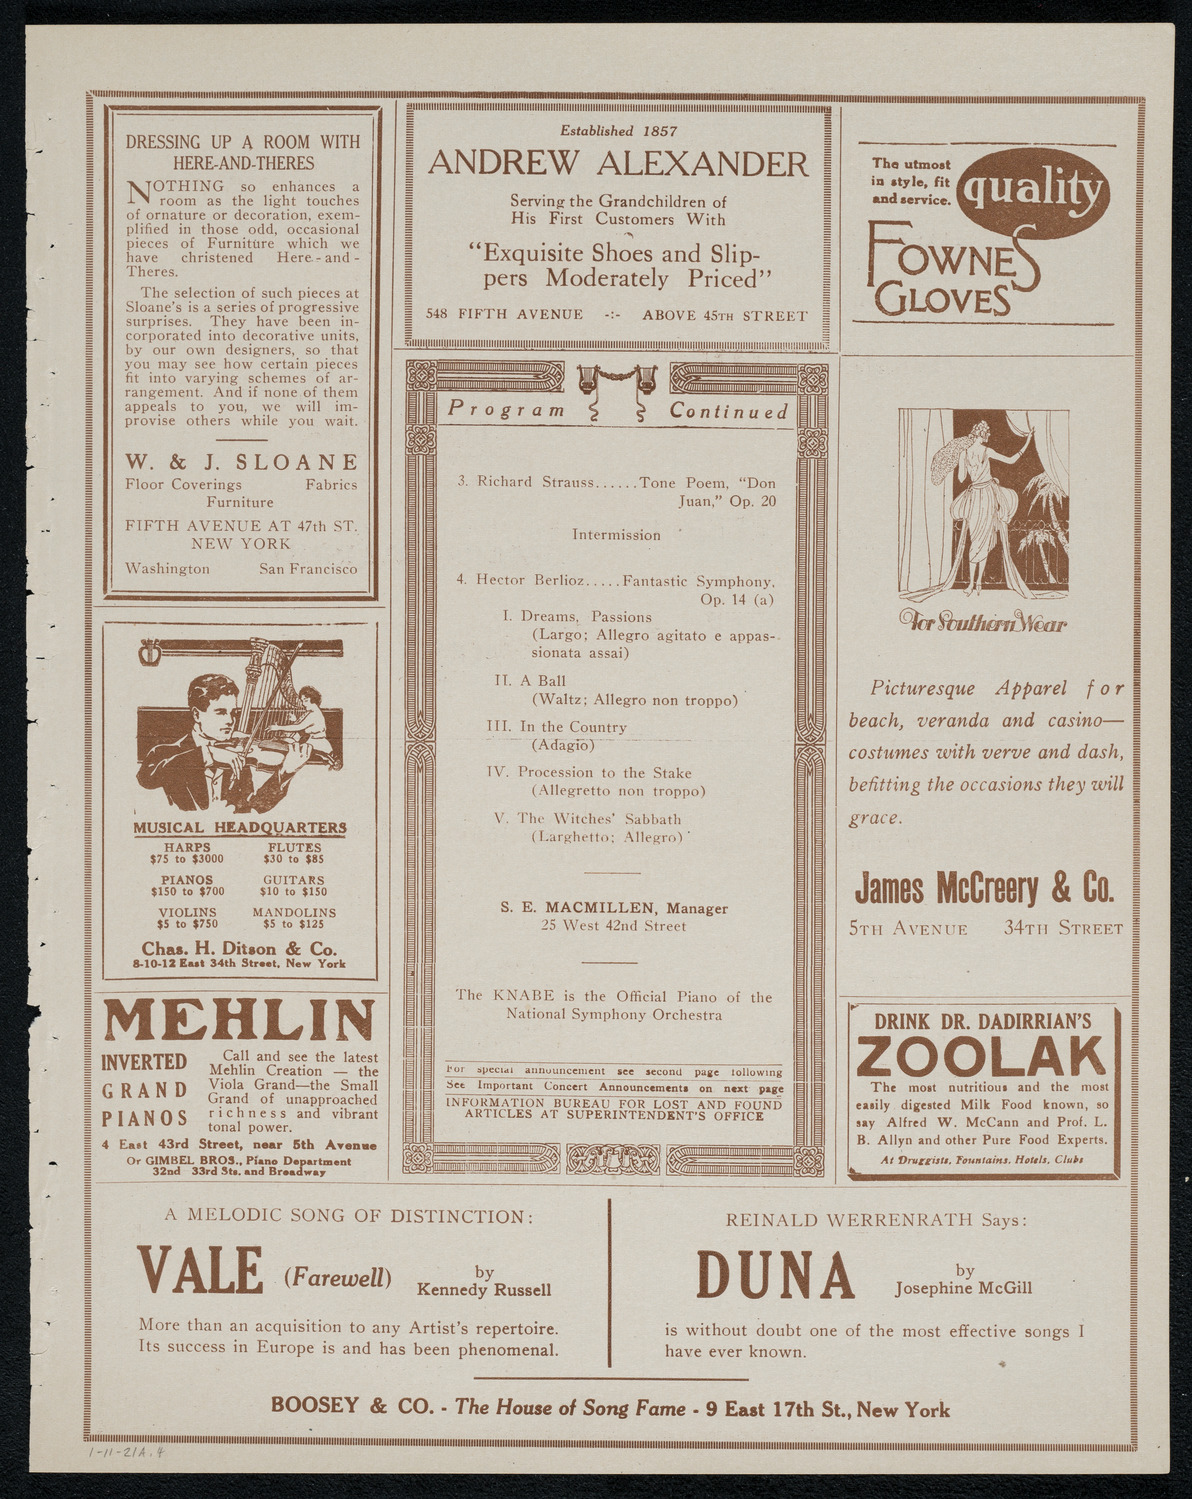 DRESSING UP A ROOM WITH
HERE-AND-THERES
NOTHING so enhances a
room as the light touches
of ornature or decoration, exem-
plified in those odd, occasional
pieces of Furniture which we
have christened Here-and-
Theres.
The selection of such pieces at
Sloane's is a series of progressive
surprises. They have been in-
corporated into decorative units,
by our own designers, so that
you may see how certain pieces
fit into varying schemes of ar-
rangement. And if none of them
appeals to you, we will im-
provise others while you wait.
W. & J. SLOANE
Floor Coverings Fabrics
Furniture
FIFTH AVENUE AT 47th ST.
NEW YORK
Washington San Francisco
MUSICAL HEADQUARTERS
HARPS FLUTES
$75 to $3000 $30 to $85
PIANOS GUITARS
$150 to $700 $10 to $150
VIOLINS MANDOLINS
$5 to $750 $5 to $125
Chas. H. Ditson & Co.
8-10-12 East 34th Street, New York
MEHLIN
INVERTED
GRAND
PIANOS
Call and see the latest
Mehlin Creation — the
Viola Grand—the Small
Grand of unapproached
richness and vibrant
tonal power.
4 East 43rd Street, near 5th Avenue
Or GIMBEL BROS., Piano Department
32nd 33rd Sts. and Broadway
Established 1857
ANDREW ALEXANDER
Serving the Grandchildren of
His First Customers With
"Exquisite Shoes and Slip-
pers Moderately Priced"
548 FIFTH AVENUE -:- ABOVE 45TH STREET
Program Continued
3. Richard Strauss......Tone Poem, "Don
Juan," Op. 20
Intermission
4. Hector Berlioz.....Fantastic Symphony,
Op. 14 (a)
I. Dreams, Passions
(Largo; Allegro agitato e appas-
sionata assai)
II. A Ball
(Waltz; Allegro non troppo)
III. In the Country
(Adagio)
IV. Procession to the Stake
(Allegretto non troppo)
V. The Witches' Sabbath
(Larghetto; Allegro)
S. E. MACMILLEN, Manager
25 West 42nd Street
The KNABE is the Official Piano of the
National Symphony Orchestra
For special announcement see second page following
See Important Concert Announcements on next page
INFORMATION BUREAU FOR LOST AND FOUND
ARTICLES AT SUPERINTENDENT'S OFFICE
The utmost
in style, fit
and service.
quality
FOWNES
GLOVES
For Southern Wear
Picturesque Apparel for
beach, veranda and casino—
costumes with verve and dash,
befitting the occasions they will
grace.
James McCreery & Co.
5TH AVENUE 34TH STREET
DRINK DR. DADIRRIAN'S
ZOOLAK
The most nutritious and the most
easily digested Milk Food known, so
say Alfred W. McCann and Prof. L.
B. Allyn and other Pure Food Experts.
At Druggists, Fountains, Hotels, Clubs
A MELODIC SONG OF DISTINCTION:
VALE (Farewell) by
Kennedy Russell
More than an acquisition to any Artist's repertoire.
Its success in Europe is and has been phenomenal.
REINALD WERRENRATH Says:
DUNA by
Josephine McGill
is without doubt one of the most effective songs I
have ever known.
BOOSEY & CO. - The House of Song Fame - 9 East 17th St., New York
1-11-21A.4